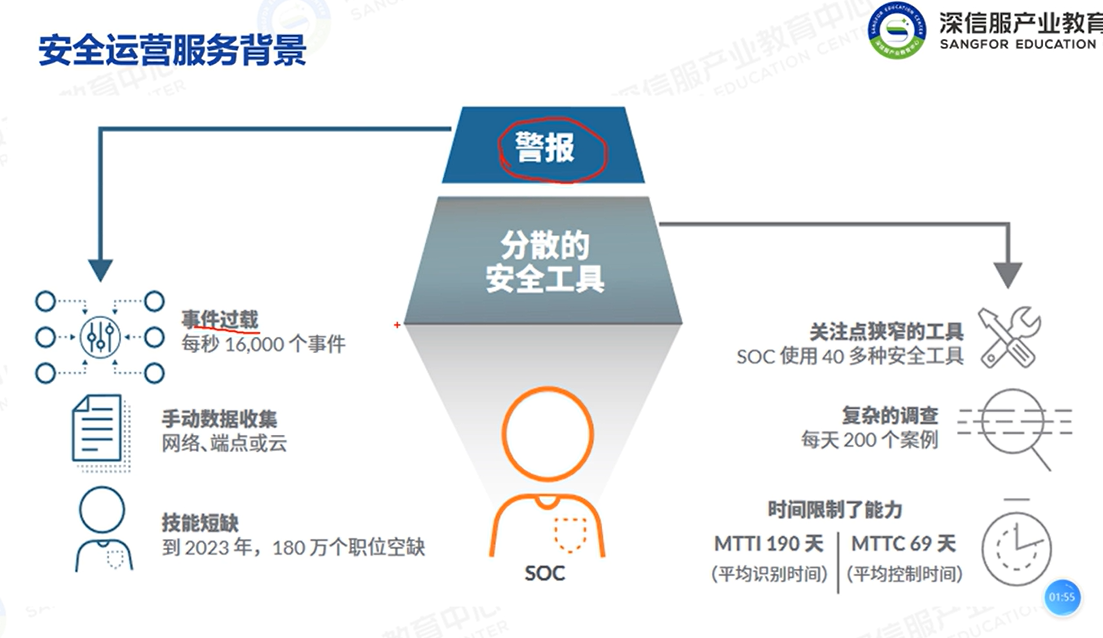 安全运营服务背景
深信服产业教育
SANGFOR EDUCATION
警报
分散的
安全工具
事件过载
每秒 16,000 个事件
手动数据收集
网络、端点或云
技能短缺
到 2023 年，180 万个职位空缺
SOC
关注点狭窄的工具
SOC 使用 40 多种安全工具
复杂的调查
每天 200 个案例
时间限制了能力
MTTI 190 天
(平均识别时间)
MTTC 69 天
(平均控制时间)
01:55